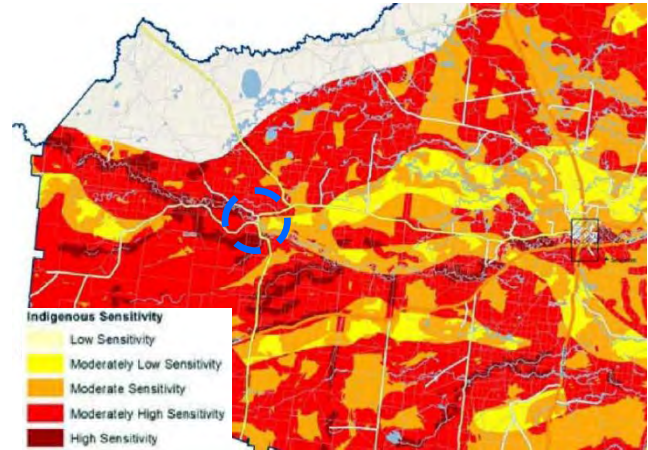 Indigenous Sensitivity
Low Sensitivity
Moderately Low Sensitivity
Moderate Sensitivity
Moderately High Sensitivity
High Sensitivity